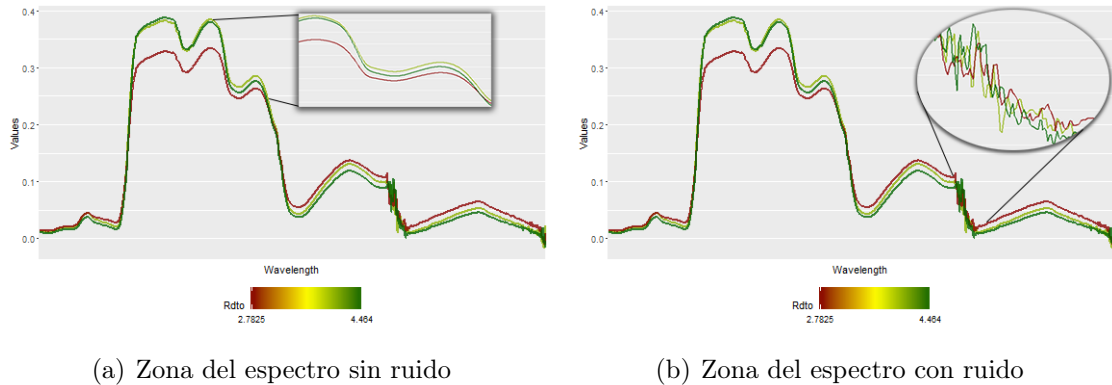 0.4
0.3
0.2
0.1
0.0
Values
Wavelength
Rdto
2.7825 4.464
(a) Zona del espectro sin ruido
0.4
0.3
0.2
0.1
0.0
Values
Wavelength
Rdto
2.7825 4.464
(b) Zona del espectro con ruido